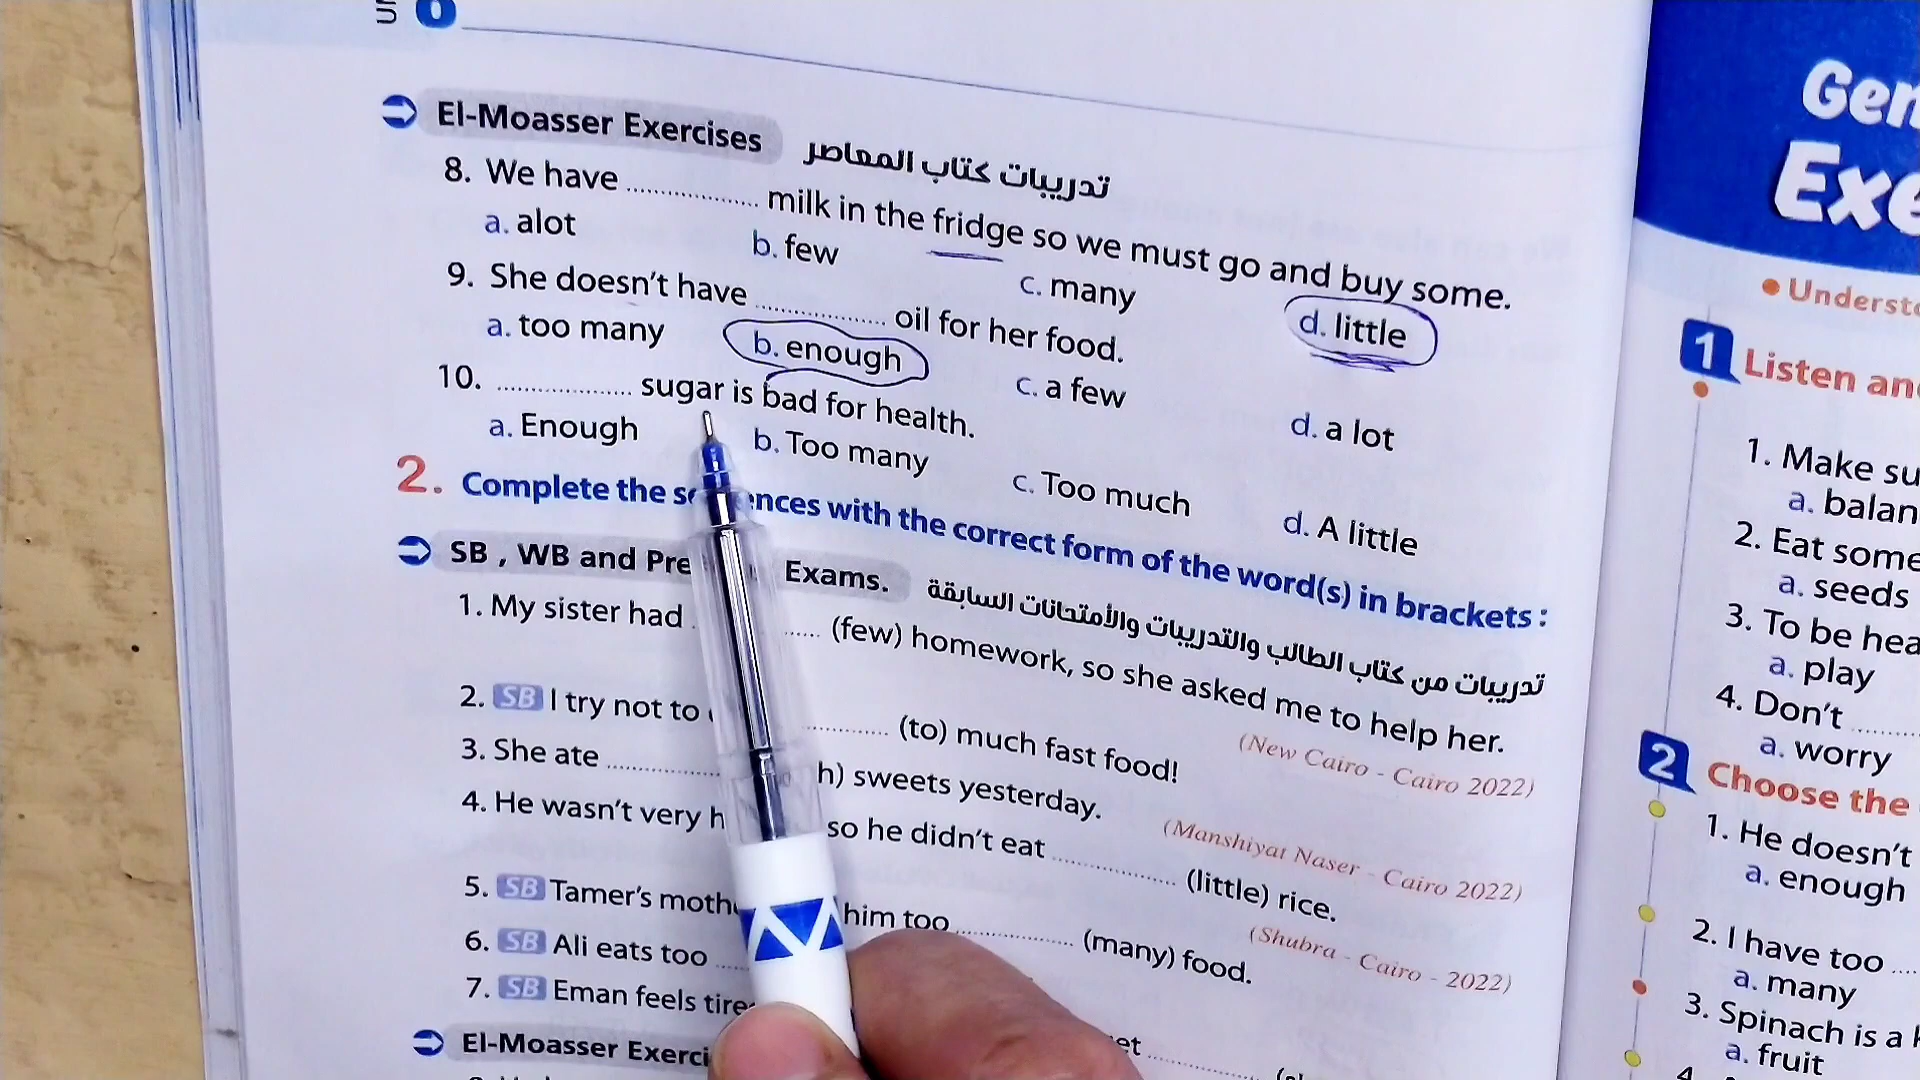 El-Moasser Exercises تدريبات كتاب المعاصر
8. We have .................. milk in the fridge so we must go and buy some.
a. alot b. few c. many d. little
9. She doesn't have .................. oil for her food.
a. too many b. enough c. a few d. a lot
10. .................. sugar is bad for health.
a. Enough b. Too many c. Too much d. A little
2. Complete the ences with the correct form of the word(s) in brackets :
SB , WB and Pre Exams. تدريبات من كتاب الطالب والتدريبات والأمتحانات السابقة
1. My sister had ...... (few) homework, so she asked me to help her.
(New Cairo - Cairo 2022)
2. SB I try not to ............ (to) much fast food!
3. She ate .................. h) sweets yesterday.
(Manshiyat Naser - Cairo 2022)
4. He wasn't very h so he didn't eat .................. (little) rice.
(Shubra - Cairo - 2022)
5. SB Tamer's moth him too .................. (many) food.
6. SB Ali eats too .....
7. SB Eman feels tire et ..................
El-Moasser Exerci
Gen
Exe
Understo
1 Listen an
1. Make su
a. balan
2. Eat some
a. seeds
3. To be hea
a. play
4. Don't ........
a. worry
2 Choose the
1. He doesn't
a. enough
2. I have too ....
a. many
3. Spinach is a
a. fruit
4.